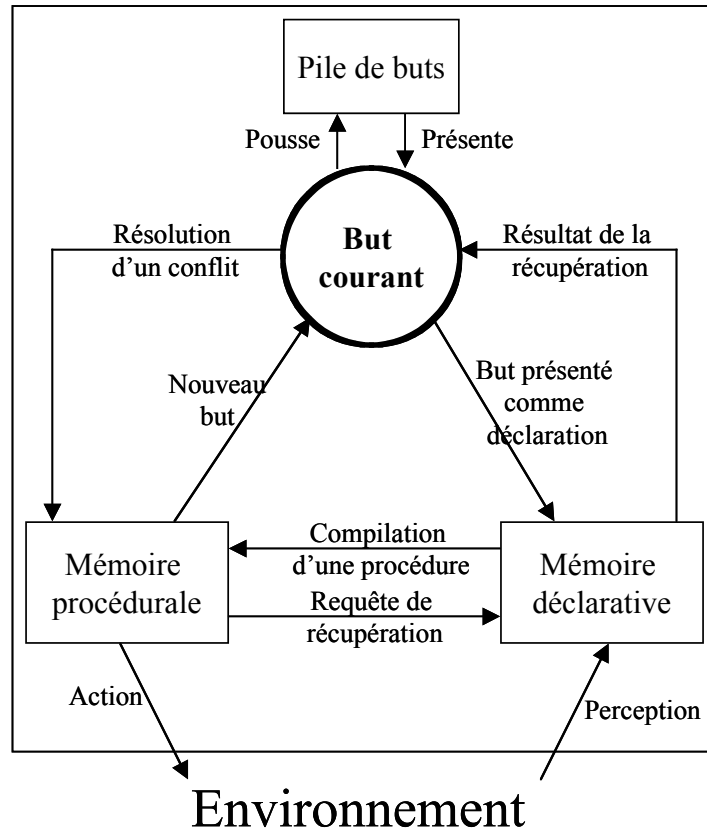 Pile de buts
Pousse
Présente
Résolution
d’un conflit
But
courant
Résultat de la
récupération
Nouveau
but
But présenté
comme
déclaration
Mémoire
procédurale
Compilation
d’une procédure
Requête de
récupération
Mémoire
déclarative
Action
Perception
Environnement